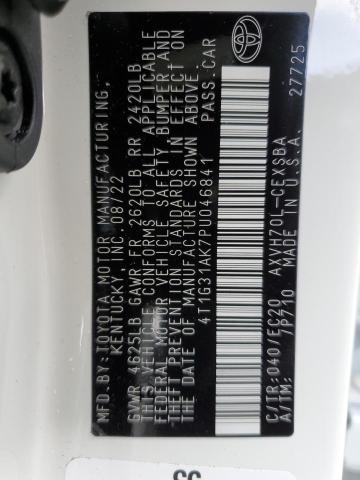 MFD. BY: TOYOTA MOTOR MANUFACTURING,
KENTUCKY, INC. 08/22
GVWR 4625LB GAWR FR 2620LB RR 2420LB
THIS VEHICLE CONFORMS TO ALL APPLICABLE
FEDERAL MOTOR VEHICLE SAFETY, BUMPER AND
THEFT PREVENTION STANDARDS IN EFFECT ON
THE DATE OF MANUFACTURE SHOWN ABOVE.
4T1G31AK7PU046841 PASS.CAR
C/TR:040/EC20 AXVH70L-CEXSBA
A/TM: 7P710 MADE IN U.S.A. 27725